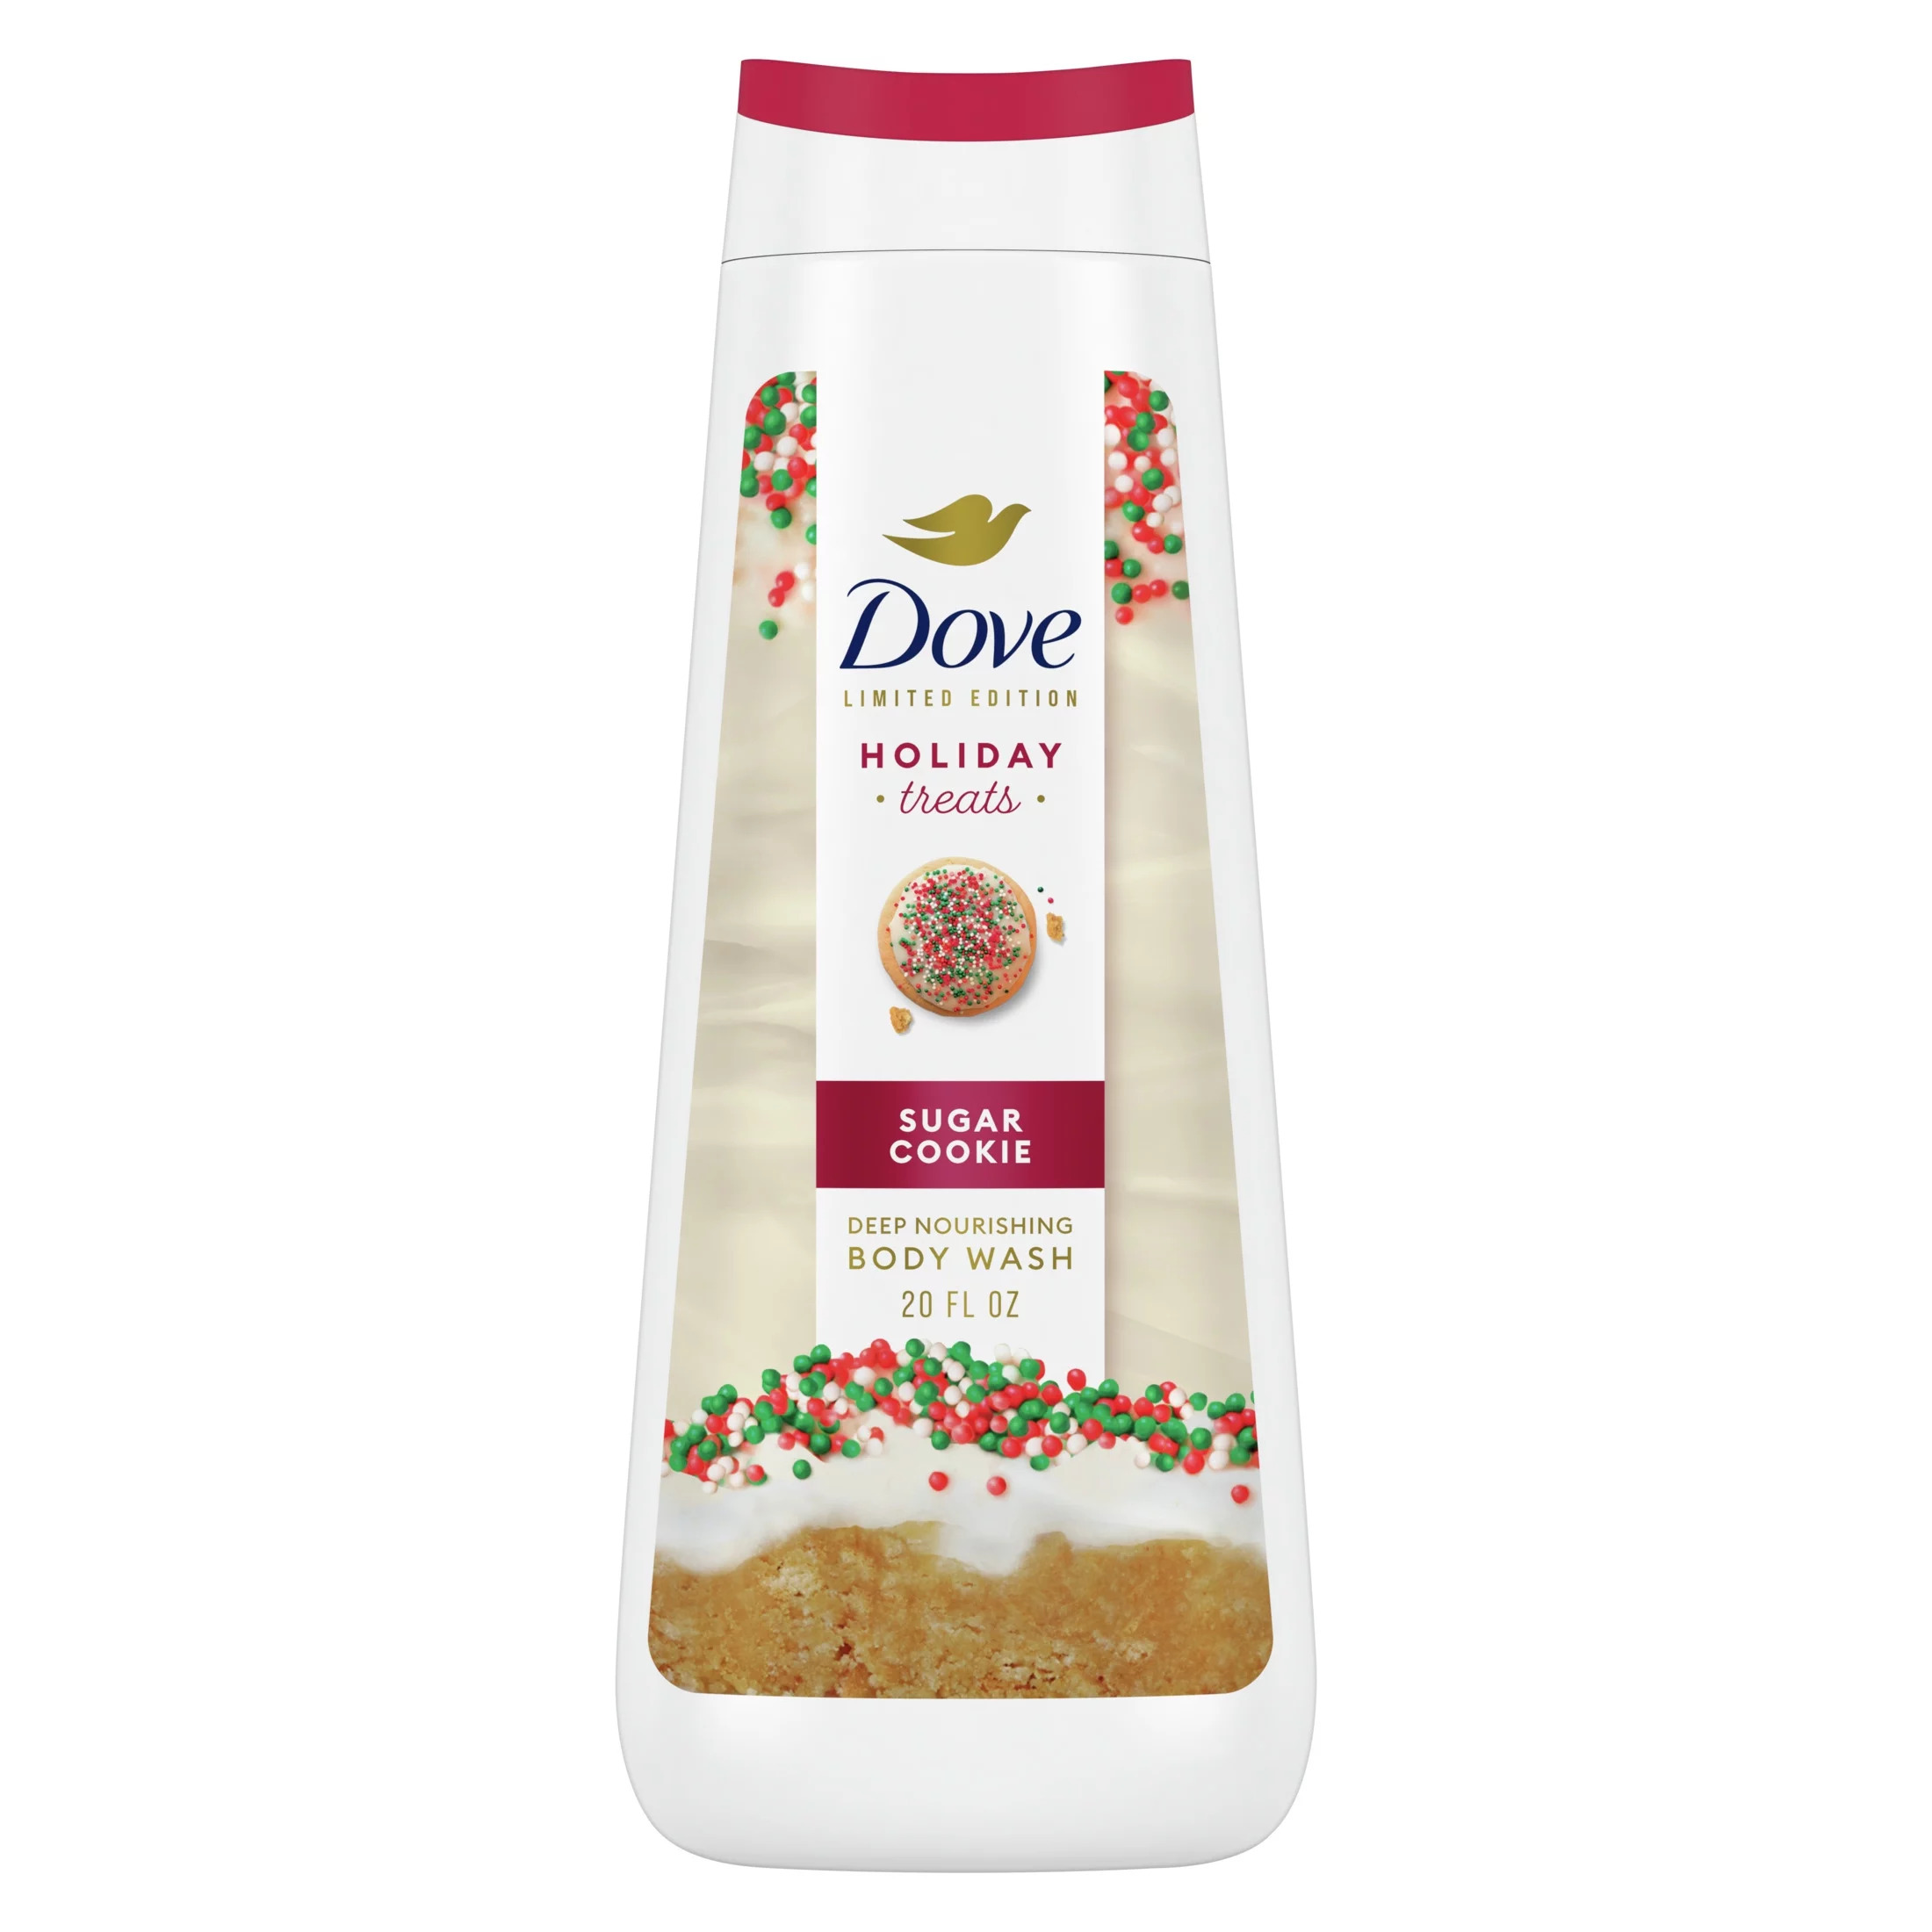 Dove
LIMITED EDITION
HOLIDAY
• treats •
SUGAR
COOKIE
DEEP NOURISHING
BODY WASH
20 FL OZ